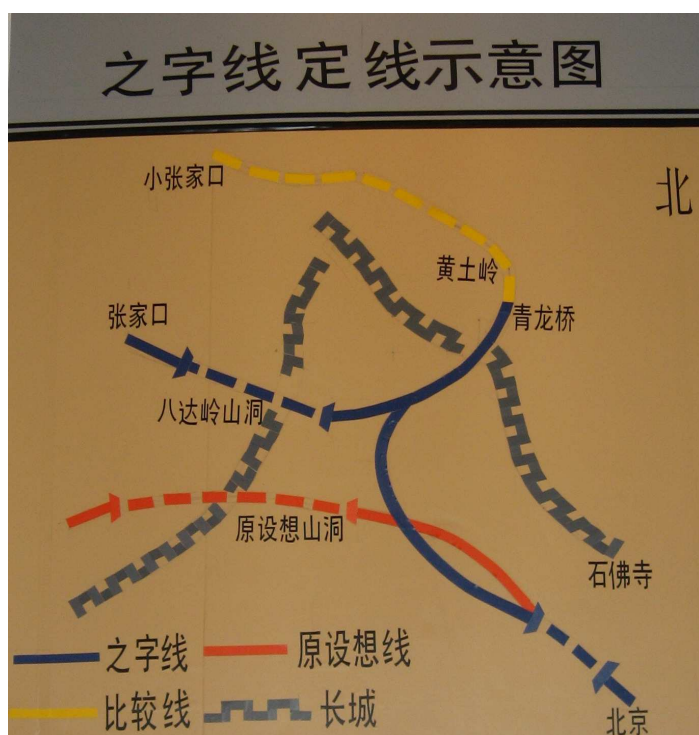 之字线定线示意图
小张家口
北
黄土岭
张家口
青龙桥
八达岭山洞
原设想山洞
石佛寺
之字线
原设想线
比较线
长城
北京